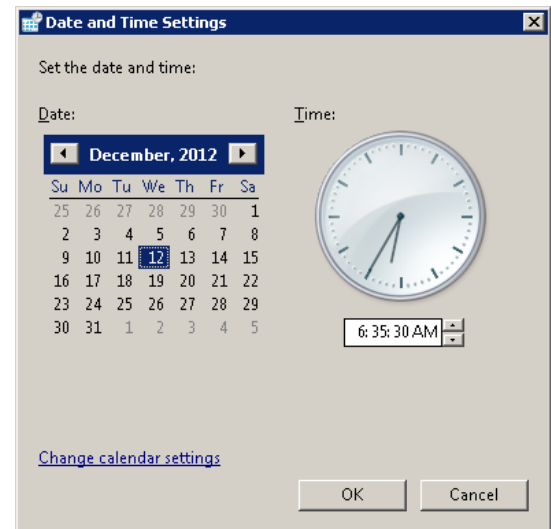 Date and Time Settings
Set the date and time:
Date:
December, 2012
Su Mo Tu We Th Fr Sa
25 26 27 28 29 30 1
2 3 4 5 6 7 8
9 10 11 12 13 14 15
16 17 18 19 20 21 22
23 24 25 26 27 28 29
30 31 1 2 3 4 5
Time:
6:35:30 AM
Change calendar settings
OK Cancel